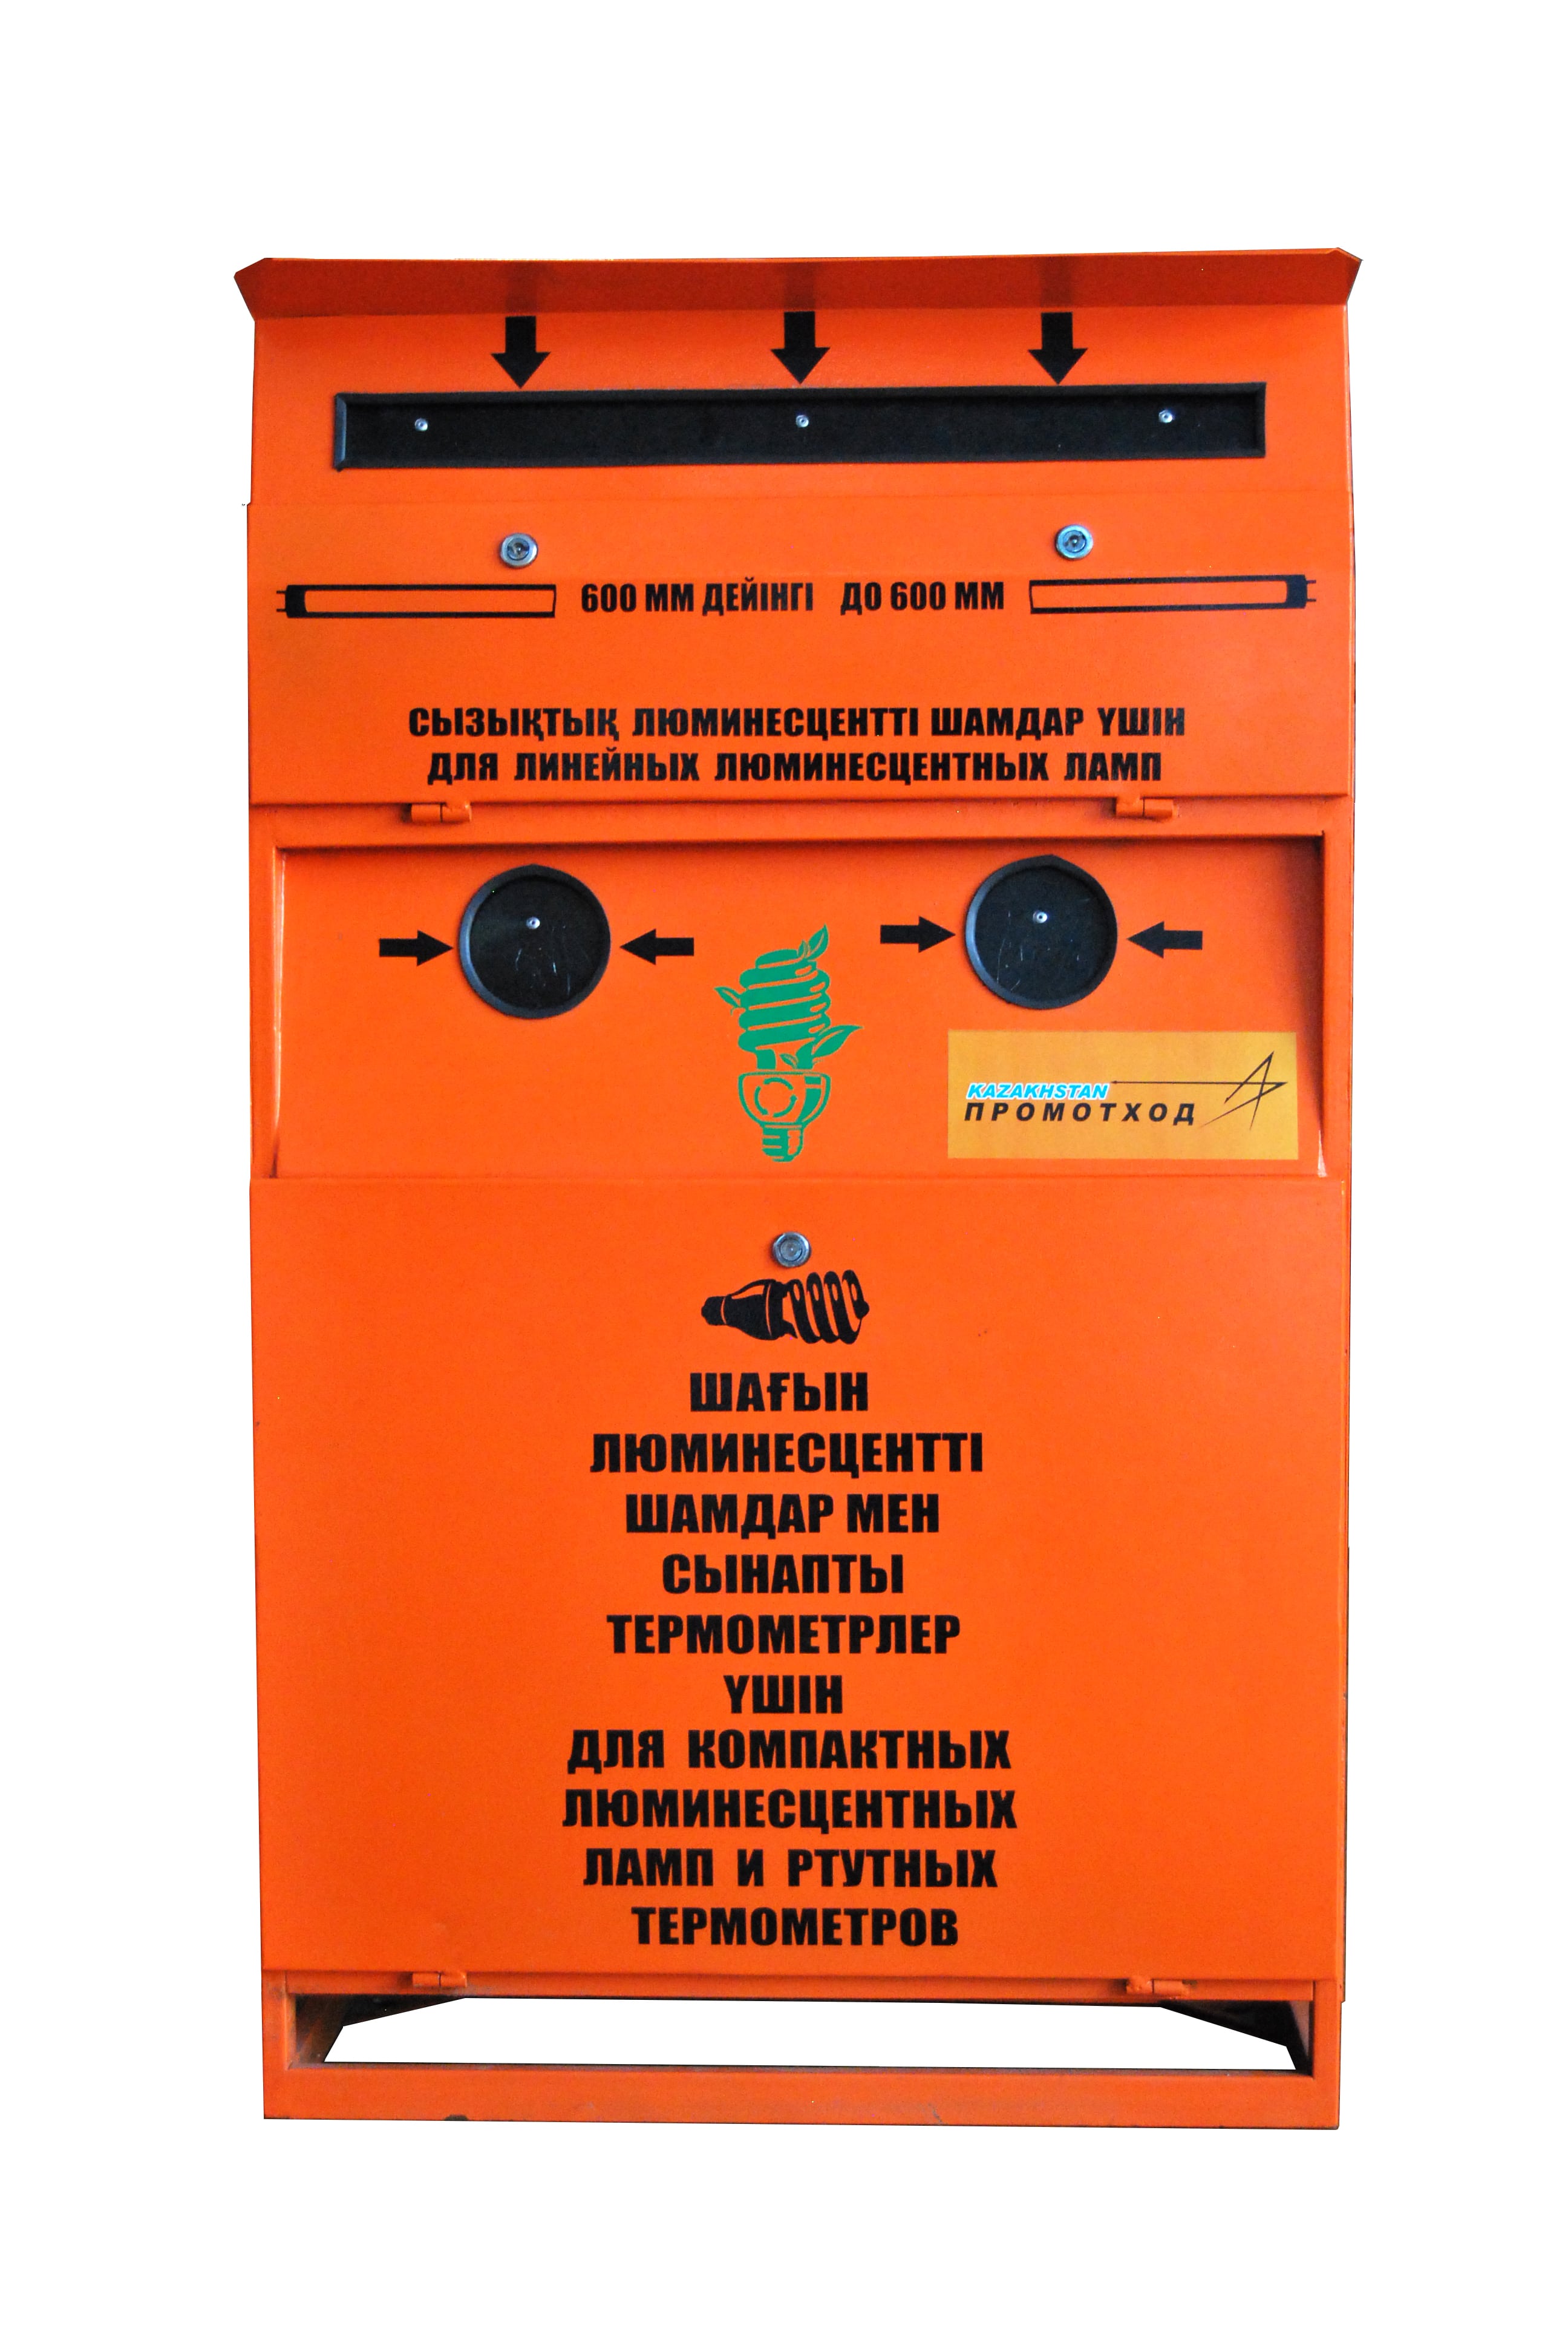 600 ММ ДЕЙІНГІ ДО 600 ММ
СЫЗЫҚТЫҚ ЛЮМИНЕСЦЕНТТІ ШАМДАР ҮШІН
ДЛЯ ЛИНЕЙНЫХ ЛЮМИНЕСЦЕНТНЫХ ЛАМП
KAZAKHSTAN
ПРОМОТХОД
ШАҒЫН
ЛЮМИНЕСЦЕНТТІ
ШАМДАР МЕН
СЫНАПТЫ
ТЕРМОМЕТРЛЕР
ҮШІН
ДЛЯ КОМПАКТНЫХ
ЛЮМИНЕСЦЕНТНЫХ
ЛАМП И РТУТНЫХ
ТЕРМОМЕТРОВ